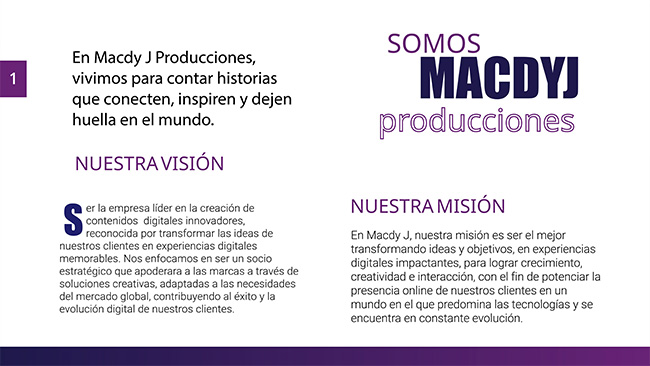 1
En Macdy J Producciones,
vivimos para contar historias
que conecten, inspiren y dejen
huella en el mundo.
SOMOS
MACDYJ
producciones
NUESTRA VISIÓN
Ser la empresa líder en la creación de
contenidos digitales innovadores,
reconocida por transformar las ideas de
nuestros clientes en experiencias digitales
memorables. Nos enfocamos en ser un socio
estratégico que apoderara a las marcas a través de
soluciones creativas, adaptadas a las necesidades
del mercado global, contribuyendo al éxito y la
evolución digital de nuestros clientes.
NUESTRA MISIÓN
En Macdy J, nuestra misión es ser el mejor
transformando ideas y objetivos, en experiencias
digitales impactantes, para lograr crecimiento,
creatividad e interacción, con el fin de potenciar la
presencia online de nuestros clientes en un
mundo en el que predomina las tecnologías y se
encuentra en constante evolución.